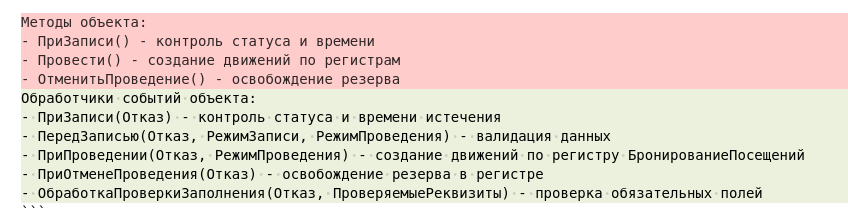 Методы объекта:
- ПриЗаписи() - контроль статуса и времени
- Провести() - создание движений по регистрам
- ОтменитьПроведение() - освобождение резерва
Обработчики событий объекта:
- ПриЗаписи(Отказ) - контроль статуса и времени истечения
- ПередЗаписью(Отказ, РежимЗаписи, РежимПроведения) - валидация данных
- ПриПроведении(Отказ, РежимПроведения) - создание движений по регистру БронированиеПосещений
- ПриОтменеПроведения(Отказ) - освобождение резерва в регистре
- ОбработкаПроверкиЗаполнения(Отказ, ПроверяемыеРеквизиты) - проверка обязательных полей
```